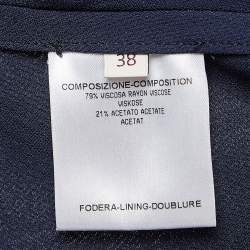 38
COMPOSIZIONE-COMPOSITION
79% VISCOSA RAYON VISCOSE
VISKOSE
21% ACETATO ACETATE
ACETAT
FODERA-LINING-DOUBLURE